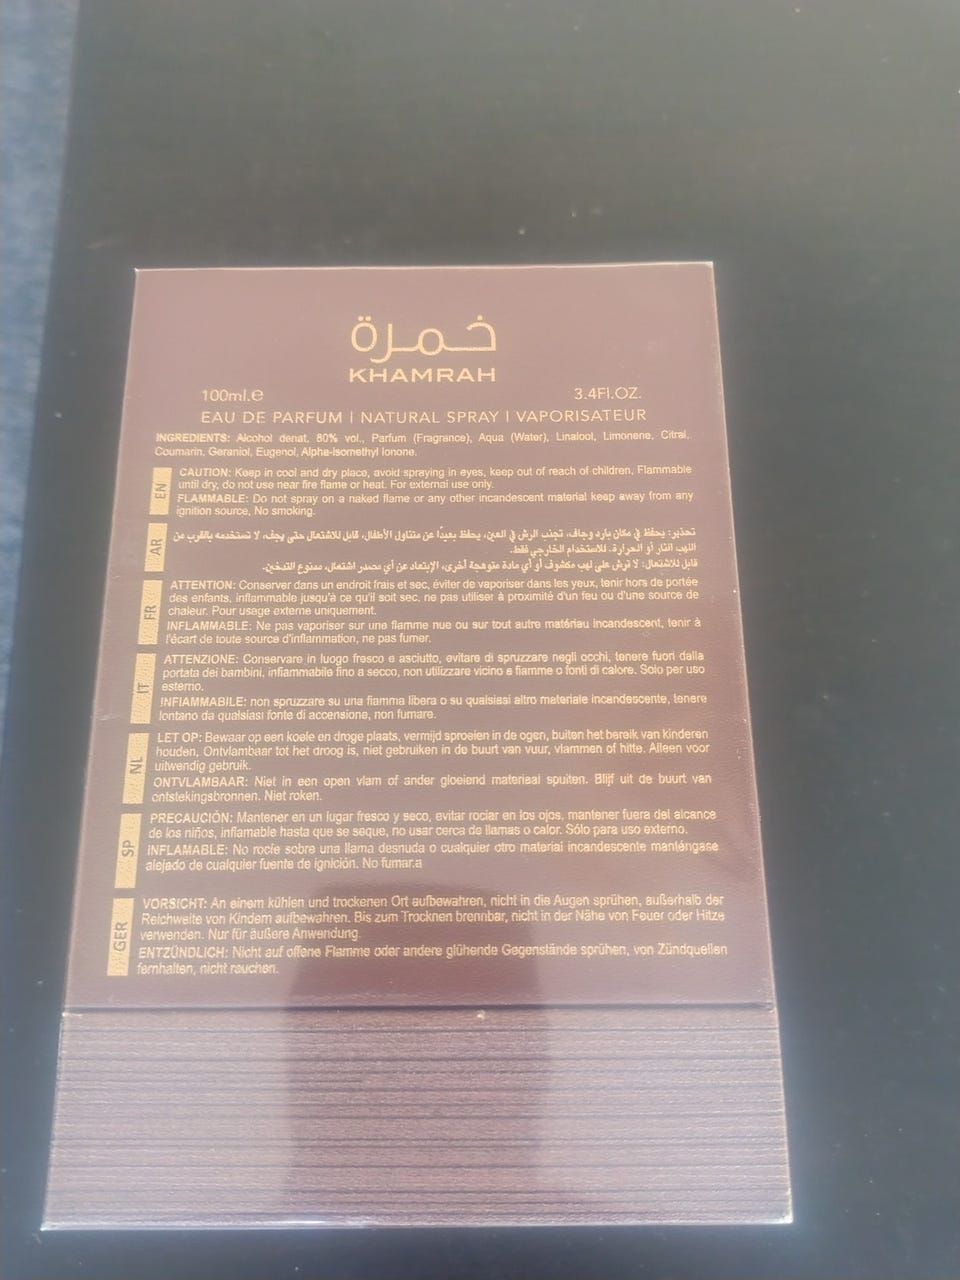 خمرة
KHAMRAH
100ml.e 3.4Fl.OZ.
EAU DE PARFUM | NATURAL SPRAY | VAPORISATEUR
INGREDIENTS: Alcohol denat, 80% vol., Parfum (Fragrance), Aqua (Water), Linalool, Limonene, Citral,
Coumarin, Geraniol, Eugenol, Alpha-Isomethyl Ionone.
EN
CAUTION: Keep in cool and dry place, avoid spraying in eyes, keep out of reach of children, Flammable
until dry, do not use near fire flame or heat. For external use only.
FLAMMABLE: Do not spray on a naked flame or any other incandescent material keep away from any
ignition source, No smoking.
AR
تحذير: يحفظ في مكان بارد وجاف، تجنب الرش في العين، يحفظ بعيدًا عن متناول الأطفال، قابل للاشتعال حتى يجف، لا تستخدمه بالقرب من
اللهب النار أو الحرارة. للاستخدام الخارجي فقط.
قابل للاشتعال: لا ترش على لهب مكشوف أو أي مادة متوهجة أخرى، الإبتعاد عن أي مصدر اشتعال، ممنوع التدخين.
FR
ATTENTION: Conserver dans un endroit frais et sec, éviter de vaporiser dans les yeux, tenir hors de portée
des enfants, inflammable jusqu'à ce qu'il soit sec, ne pas utiliser à proximité d'un feu ou d'une source de
chaleur. Pour usage externe uniquement.
INFLAMMABLE: Ne pas vaporiser sur une flamme nue ou sur tout autre matériau incandescent, tenir à
l'écart de toute source d'inflammation, ne pas fumer.
IT
ATTENZIONE: Conservare in luogo fresco e asciutto, evitare di spruzzare negli occhi, tenere fuori dalla
portata dei bambini, infiammabile fino a secco, non utilizzare vicino a fiamme o fonti di calore. Solo per uso
esterno.
INFIAMMABILE: non spruzzare su una fiamma libera o su qualsiasi altro materiale incandescente, tenere
lontano da qualsiasi fonte di accensione, non fumare.
NL
LET OP: Bewaar op een koele en droge plaats, vermijd sproeien in de ogen, buiten het bereik van kinderen
houden, Ontvlambaar tot het droog is, niet gebruiken in de buurt van vuur, vlammen of hitte. Alleen voor
uitwendig gebruik.
ONTVLAMBAAR: Niet in een open vlam of ander gloeiend materiaal spuiten. Blijf uit de buurt van
ontstekingsbronnen. Niet roken.
SP
PRECAUCIÓN: Mantener en un lugar fresco y seco, evitar rociar en los ojos, mantener fuera del alcance
de los niños, inflamable hasta que se seque, no usar cerca de llamas o calor. Sólo para uso externo.
INFLAMABLE: No rocíe sobre una llama desnuda o cualquier otro material incandescente manténgase
alejado de cualquier fuente de ignición. No fumar.a
GER
VORSICHT: An einem kühlen und trockenen Ort aufbewahren, nicht in die Augen sprühen, außerhalb der
Reichweite von Kindern aufbewahren. Bis zum Trocknen brennbar, nicht in der Nähe von Feuer oder Hitze
verwenden. Nur für äußere Anwendung.
ENTZÜNDLICH: Nicht auf offene Flamme oder andere glühende Gegenstände sprühen, von Zündquellen
fernhalten, nicht rauchen.